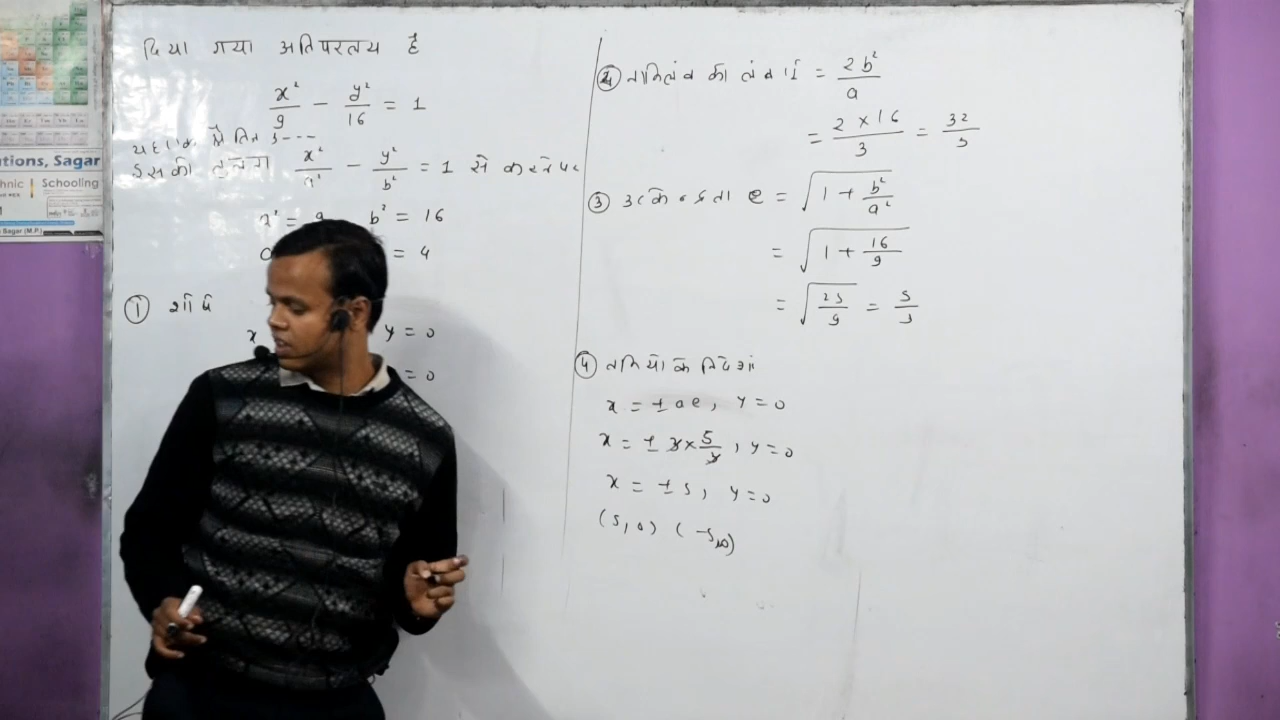 दिया गया अतिपरवलय है
x²/9 - y²/16 = 1
इसकी तुलना x²/a² - y²/b² = 1 से करने पर
b² = 16
= 4
① शीर्ष
x y = 0
= 0
② नाभिलंब की लंबाई = 2b²/a
= 2 × 16/3 = 32/3
③ उत्केन्द्रता e = √(1 + b²/a²)
= √(1 + 16/9)
= √(25/9) = 5/3
④ नाभियों के निर्देशांक
x = ± ae, y = 0
x = ± 3 × 5/3, y = 0
x = ± 5, y = 0
(5, 0) (-5, 0)
tions, Sagar
hnic Schooling
Sagar (M.P.)